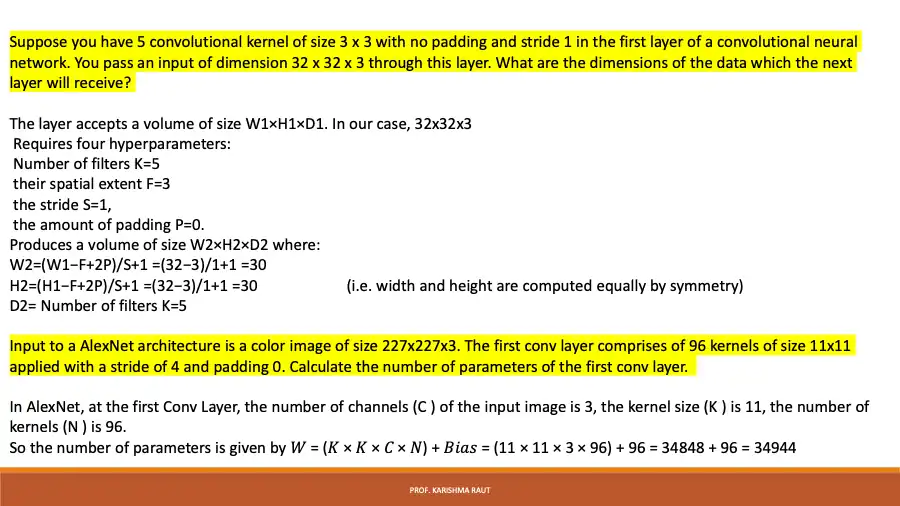 Suppose you have 5 convolutional kernel of size 3 x 3 with no padding and stride 1 in the first layer of a convolutional neural
network. You pass an input of dimension 32 x 32 x 3 through this layer. What are the dimensions of the data which the next
layer will receive?
The layer accepts a volume of size W1×H1×D1. In our case, 32x32x3
Requires four hyperparameters:
Number of filters K=5
their spatial extent F=3
the stride S=1,
the amount of padding P=0.
Produces a volume of size W2×H2×D2 where:
W2=(W1−F+2P)/S+1 =(32−3)/1+1 =30
H2=(H1−F+2P)/S+1 =(32−3)/1+1 =30 (i.e. width and height are computed equally by symmetry)
D2= Number of filters K=5
Input to a AlexNet architecture is a color image of size 227x227x3. The first conv layer comprises of 96 kernels of size 11x11
applied with a stride of 4 and padding 0. Calculate the number of parameters of the first conv layer.
In AlexNet, at the first Conv Layer, the number of channels (C ) of the input image is 3, the kernel size (K ) is 11, the number of
kernels (N ) is 96.
So the number of parameters is given by 𝑊 = (𝐾 × 𝐾 × 𝐶 × 𝑁) + 𝐵𝑖𝑎𝑠 = (11 × 11 × 3 × 96) + 96 = 34848 + 96 = 34944
PROF. KARISHMA RAUT